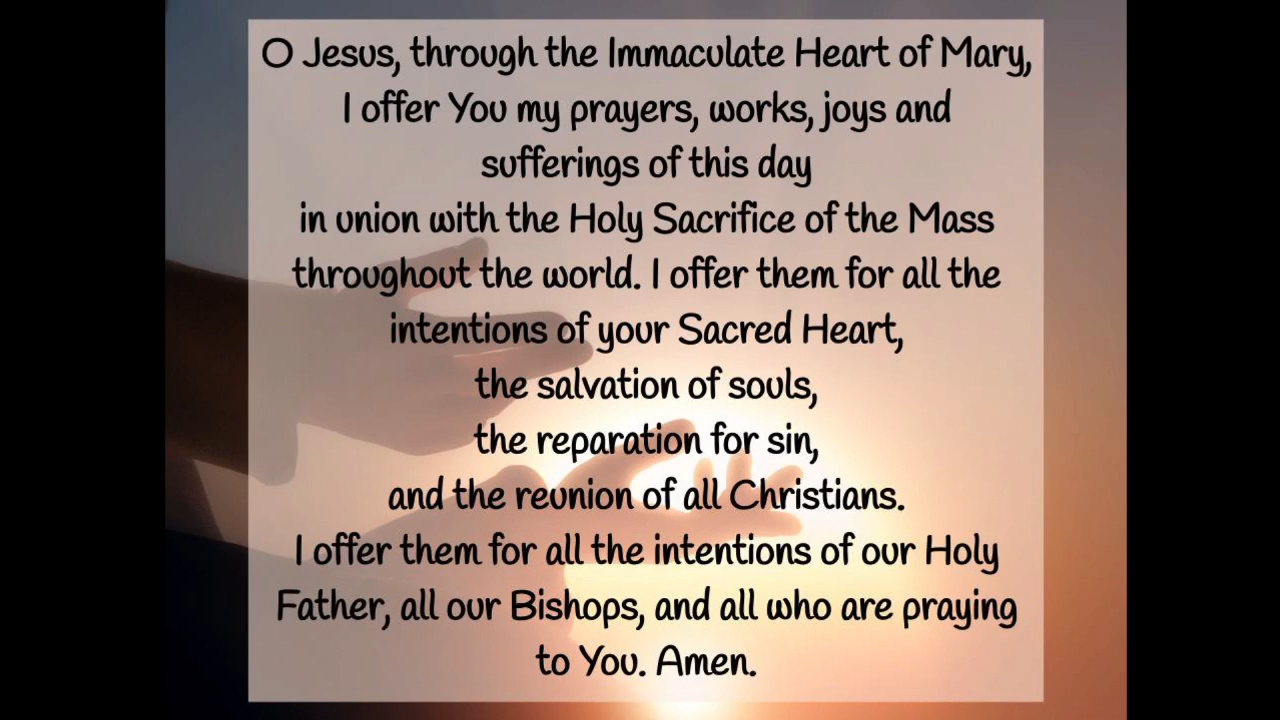 O Jesus, through the Immaculate Heart of Mary,
I offer You my prayers, works, joys and
sufferings of this day
in union with the Holy Sacrifice of the Mass
throughout the world. I offer them for all the
intentions of your Sacred Heart,
the salvation of souls,
the reparation for sin,
and the reunion of all Christians.
I offer them for all the intentions of our Holy
Father, all our Bishops, and all who are praying
to You. Amen.